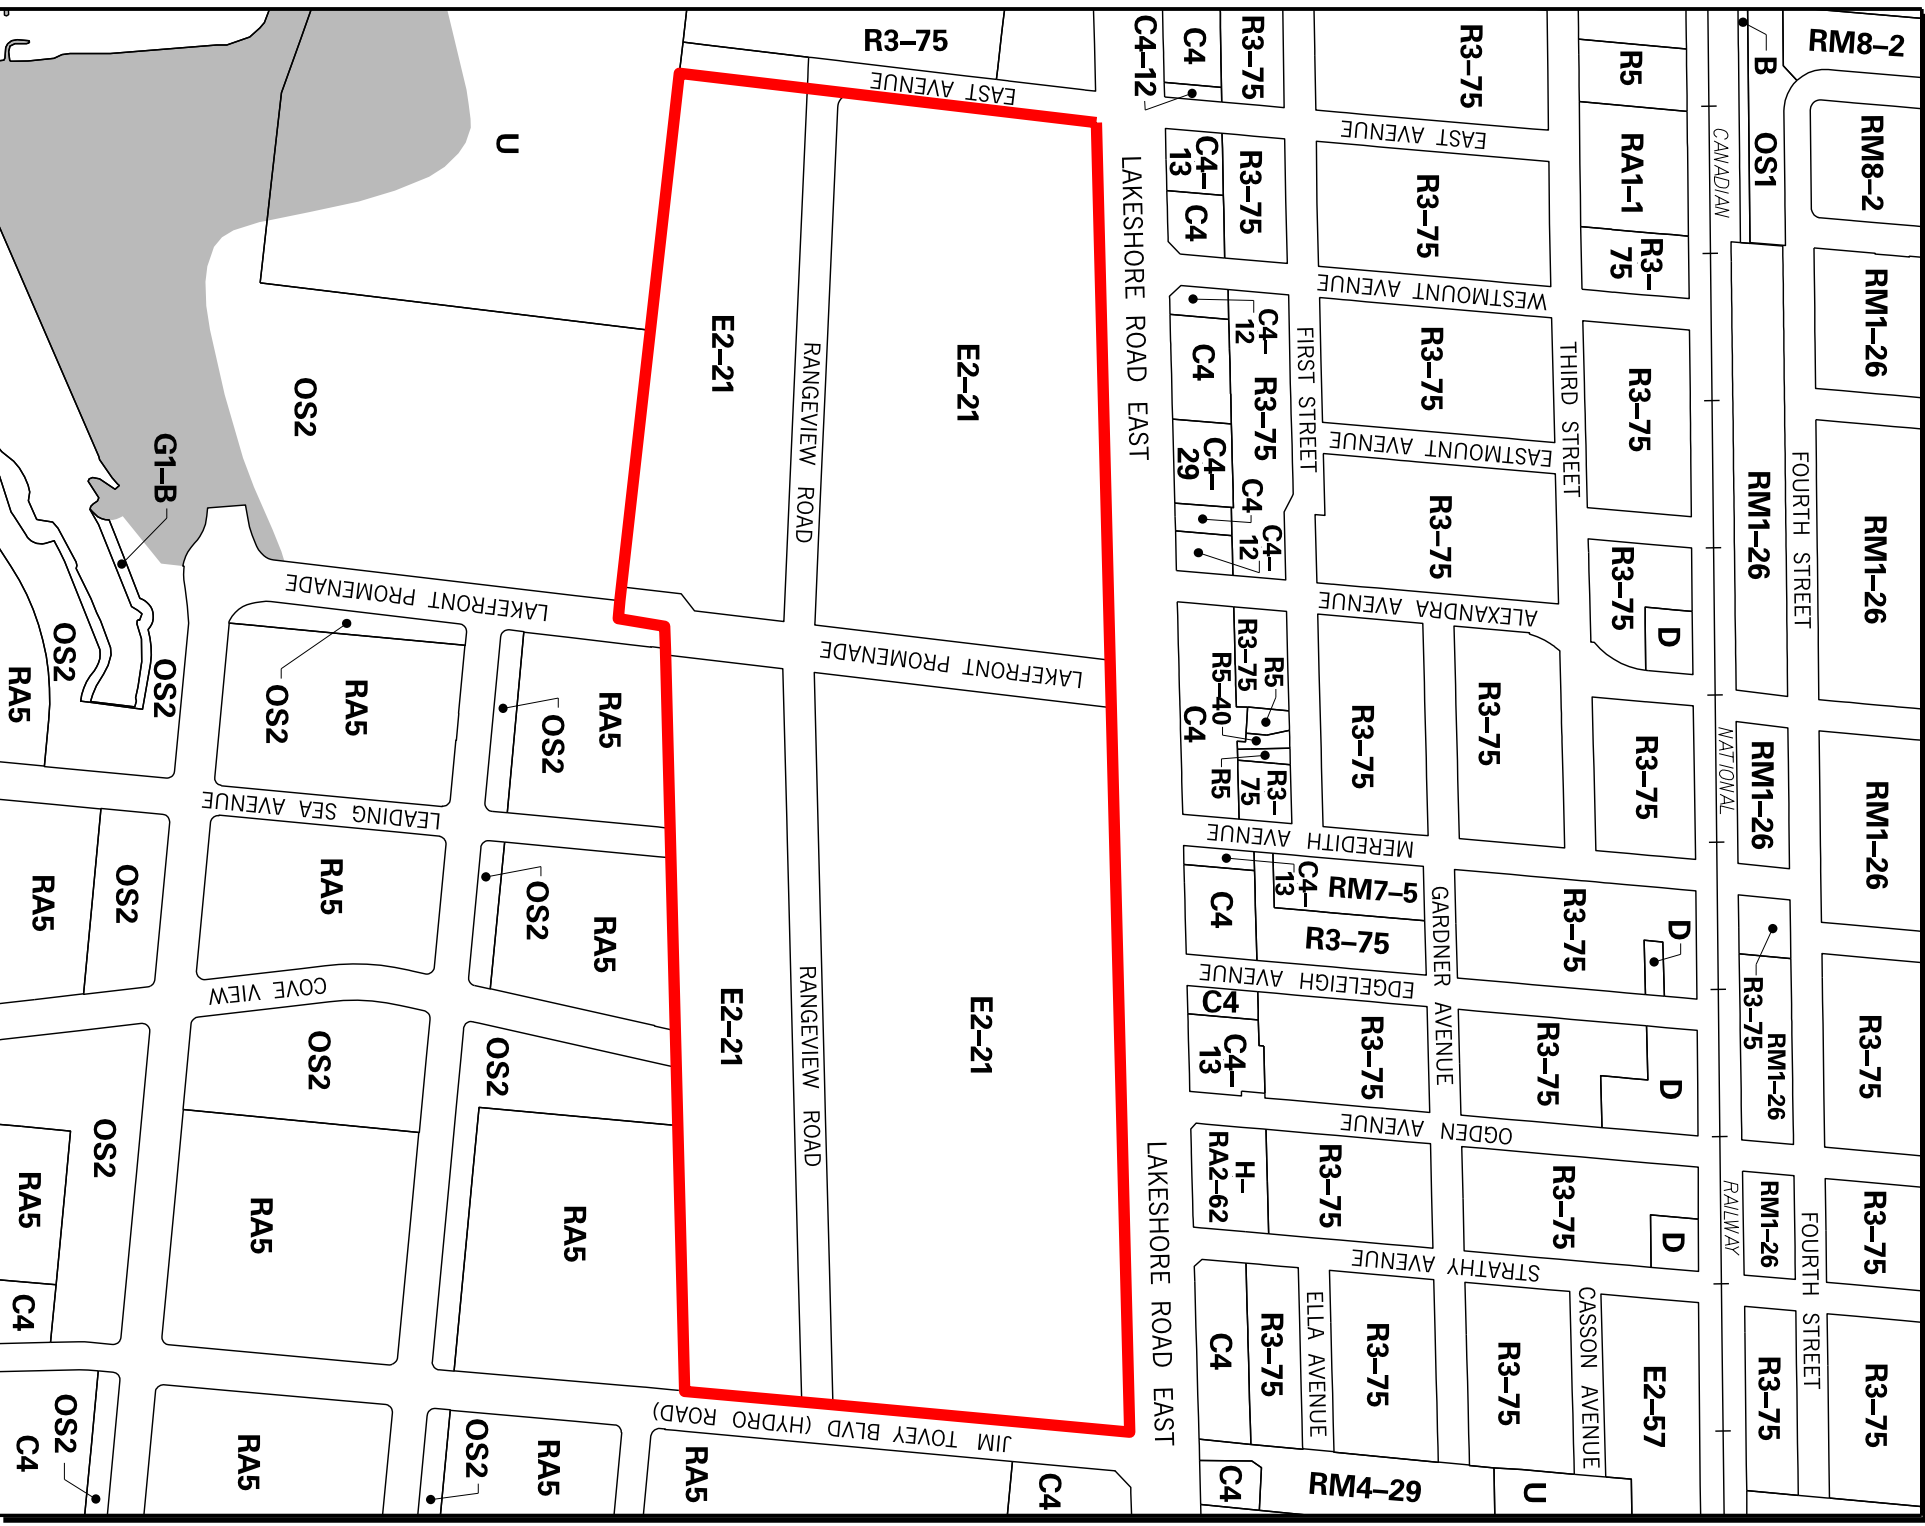 R3–75
C4–12
C4
R3–75
R3–75
R5
B
RM8–2
EAST AVENUE
EAST AVENUE
U
LAKESHORE ROAD EAST
C4–
13
C4
R3–75
R3–75
RA1–1
R3–
75
CANADIAN
OS1
RM8–2
WESTMOUNT AVENUE
E2–21
RANGEVIEW ROAD
E2–21
C4–
12
C4
R3–75
FIRST STREET
R3–75
THIRD STREET
R3–75
RM1–26
OS2
G1–B
C4–
29
C4
C4–
12
EASTMOUNT AVENUE
R3–75
RM1–26
FOURTH STREET
RM1–26
LAKEFRONT PROMENADE
LAKEFRONT PROMENADE
ALEXANDRA AVENUE
R3–75
D
RA5
OS2
OS2
OS2
RA5
OS2
RA5
C4
R3–75
R5
R5–40
R5
R3–
75
R3–75
R3–75
R3–75
NATIONAL
RM1–26
RM1–26
LEADING SEA AVENUE
MEREDITH AVENUE
RA5
OS2
RA5
OS2
RA5
C4
C4–
13
RM7–5
R3–75
GARDNER AVENUE
R3–75
D
R3–75
RM1–26
R3–75
COVE VIEW
EDGELEIGH AVENUE
OS2
OS2
E2–21
RANGEVIEW ROAD
E2–21
C4
C4–
13
R3–75
R3–75
D
OGDEN AVENUE
OS2
RA5
RA5
RA5
LAKESHORE ROAD EAST
H–
RA2–62
R3–75
R3–75
D
RAILWAY
RM1–26
R3–75
STRATHY AVENUE
C4
C4
R3–75
ELLA AVENUE
R3–75
R3–75
CASSON AVENUE
E2–57
R3–75
FOURTH STREET
R3–75
JIM TOVEY BLVD (HYDRO ROAD)
C4
OS2
RA5
OS2
RA5
RA5
C4
C4
RM4–29
U